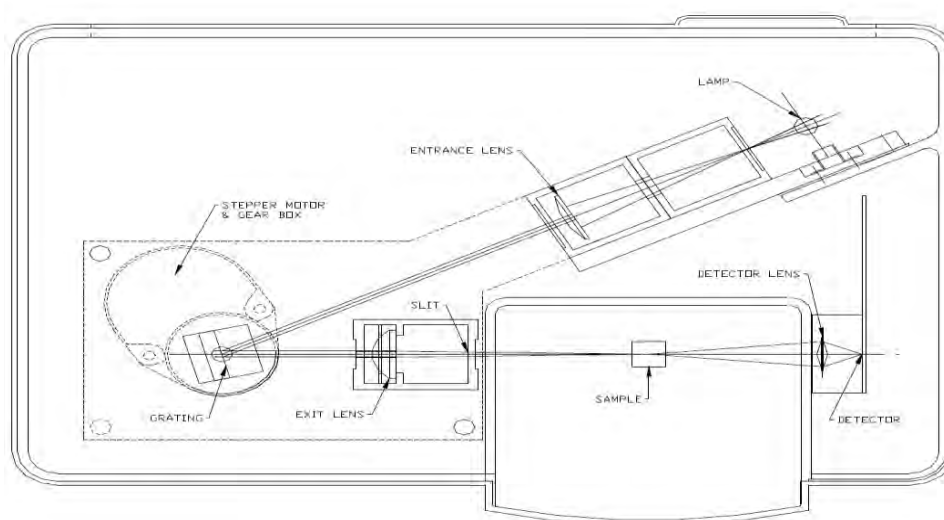 LAMP
ENTRANCE LENS
STEPPER MOTOR
& GEAR BOX
DETECTOR LENS
SLIT
SAMPLE
GRATING
EXIT LENS
DETECTOR